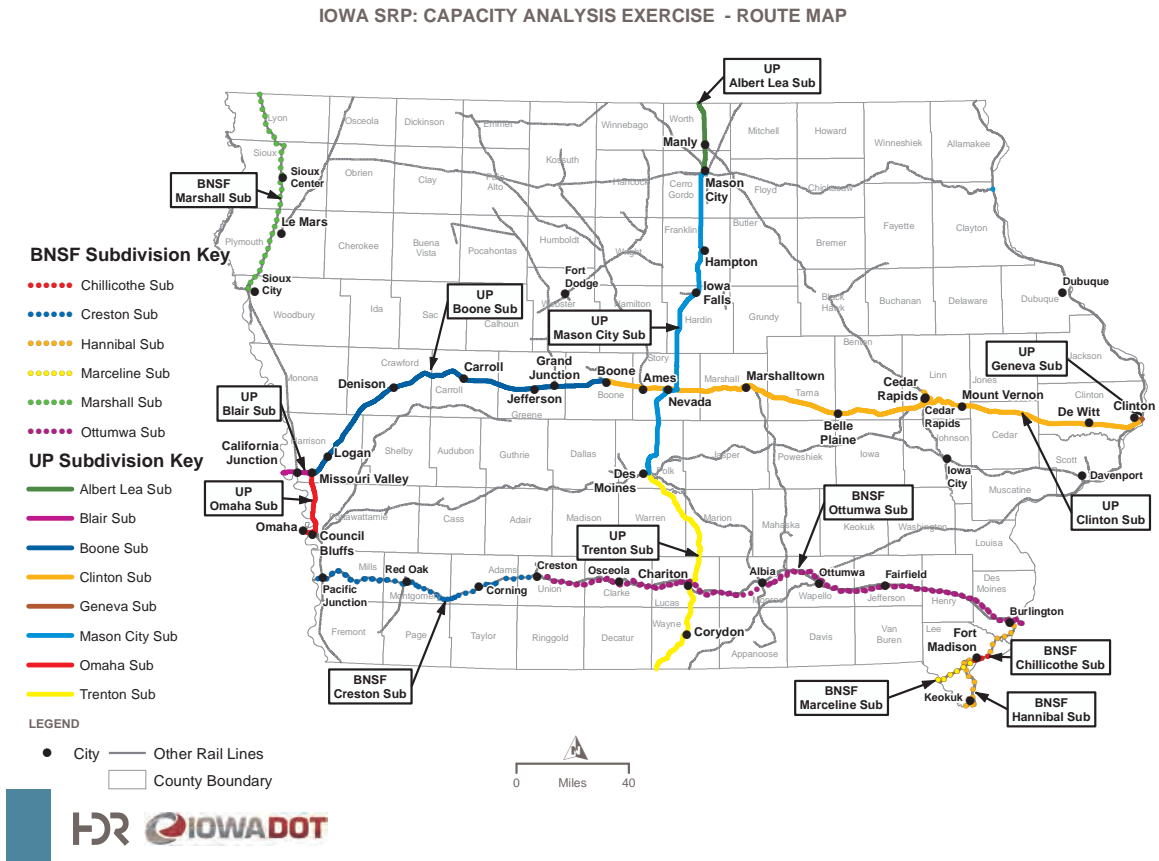 IOWA SRP: CAPACITY ANALYSIS EXERCISE - ROUTE MAP
UP
Albert Lea Sub
Lyon
Osceola
Dickinson
Emmet
Winnebago
Worth
Mitchell
Howard
Winneshiek
Allamakee
Manly
Sioux
Sioux
Center
Obrien
Clay
Palo
Alto
Kossuth
Hancock
Cerro
Gordo
Mason
City
Floyd
Chickasaw
BNSF
Marshall Sub
Le Mars
Plymouth
Cherokee
Buena
Vista
Pocahontas
Humboldt
Wright
Franklin
Butler
Bremer
Fayette
Clayton
Hampton
BNSF Subdivision Key
Chillicothe Sub
Creston Sub
Hannibal Sub
Marceline Sub
Marshall Sub
Ottumwa Sub
Sioux
City
Woodbury
Ida
Sac
Calhoun
UP
Boone Sub
Fort
Dodge
Webster
Hamilton
Iowa
Falls
Hardin
Grundy
Black
Hawk
Buchanan
Delaware
Dubuque
Dubuque
UP
Mason City Sub
UP
Geneva Sub
Monona
Crawford
Denison
Carroll
Carroll
Grand
Junction
Jefferson
Greene
Boone
Boone
Story
Ames
Nevada
Marshall
Marshalltown
Tama
Benton
Linn
Jones
Jackson
Clinton
Cedar
Rapids
Cedar
Rapids
Mount Vernon
De Witt
Clinton
Belle
Plaine
UP
Blair Sub
California
Junction
Harrison
Logan
Missouri Valley
Shelby
Audubon
Guthrie
Dallas
Des
Moines
Polk
Jasper
Poweshiek
Iowa
Johnson
Iowa
City
Cedar
Scott
Davenport
Muscatine
UP
Clinton Sub
UP Subdivision Key
Albert Lea Sub
Blair Sub
Boone Sub
Clinton Sub
Geneva Sub
Mason City Sub
Omaha Sub
Trenton Sub
UP
Omaha Sub
Omaha
Council
Bluffs
Pottawattamie
Cass
Adair
Madison
Warren
Marion
Mahaska
Keokuk
Washington
Louisa
UP
Trenton Sub
BNSF
Ottumwa Sub
Mills
Pacific
Junction
Red Oak
Montgomery
Adams
Corning
Creston
Union
Osceola
Clarke
Chariton
Lucas
Albia
Monroe
Ottumwa
Wapello
Fairfield
Jefferson
Henry
Des
Moines
Burlington
Fremont
Page
Taylor
Ringgold
Decatur
Wayne
Corydon
Appanoose
Davis
Van
Buren
Lee
Fort
Madison
Keokuk
BNSF
Creston Sub
BNSF
Marceline Sub
BNSF
Chillicothe Sub
BNSF
Hannibal Sub
LEGEND
City
Other Rail Lines
County Boundary
N
0
Miles
40
HDR
IOWADOT